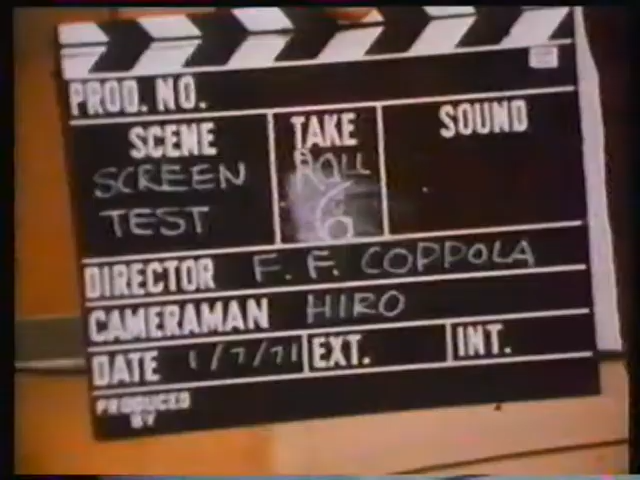 PROD. NO.
SCENE TAKE SOUND
SCREEN ROLL
TEST 6
DIRECTOR F. F. COPPOLA
CAMERAMAN HIRO
DATE 1/7/71 EXT. INT.
PRODUCED
BY